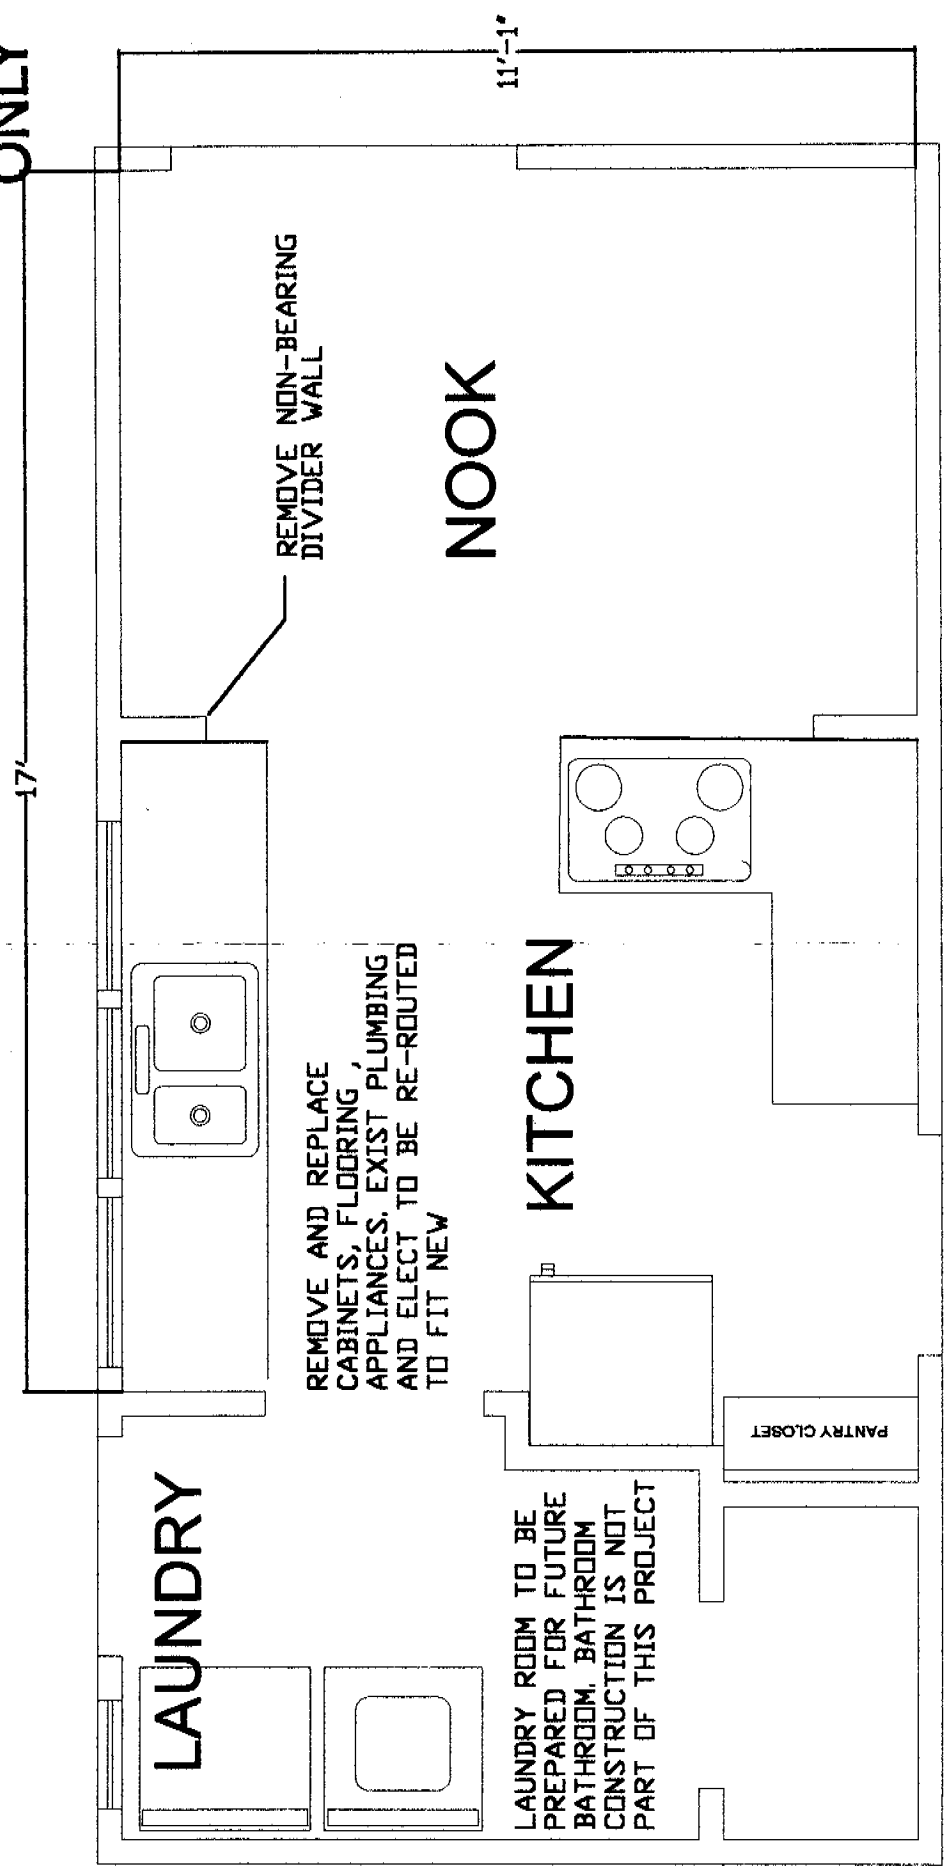 ONLY
17'
11'-1"
REMOVE NON-BEARING
DIVIDER WALL
NOOK
REMOVE AND REPLACE
CABINETS, FLOORING ,
APPLIANCES. EXIST PLUMBING
AND ELECT TO BE RE-ROUTED
TO FIT NEW
KITCHEN
LAUNDRY
LAUNDRY ROOM TO BE
PREPARED FOR FUTURE
BATHROOM. BATHROOM
CONSTRUCTION IS NOT
PART OF THIS PROJECT
PANTRY CLOSET